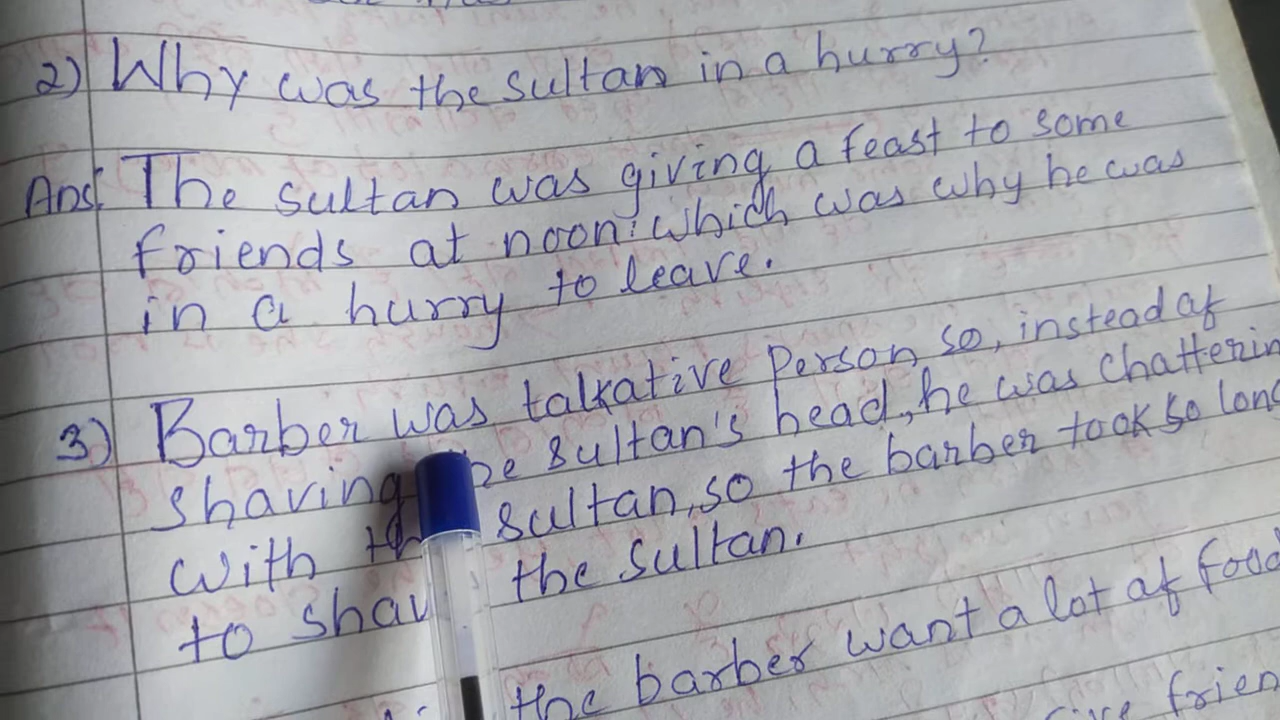 2) Why was the sultan in a hurry?
Ans. The sultan was giving a feast to some
friends at noon. which was why he was
in a hurry to leave.
3) Barber was talkative Person so, instead of
shaving the sultan's head, he was chatterin
with th sultan, so the barber took so long
to shav the sultan.
the barber want a lot of food
frien